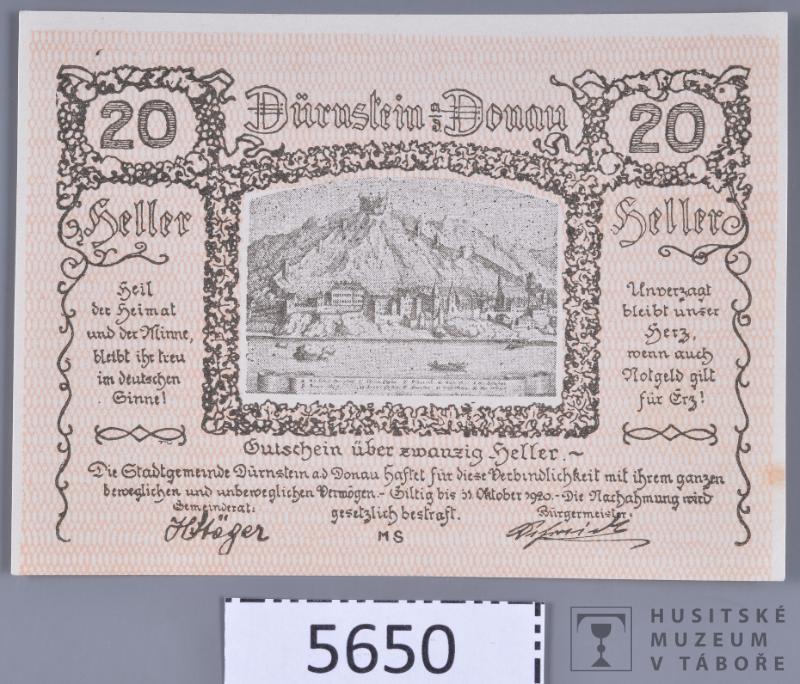 20 Dürnstein a/d Donau 20
Heller Heller
Heil
der Heimat
und der Minne,
bleibt ihr treu
im deutschen
Sinne!
Unverzagt
bleibt unser
Herz,
wenn auch
Notgeld gilt
für Erz!
Gutschein über zwanzig Heller.~
Die Stadtgemeinde Dürnstein a.d Donau haftet für diese Verbindlichkeit mit ihrem ganzen
beweglichen und unbeweglichen Vermögen.- Giltig bis 31. Oktober 1920.- Die Nachahmung wird
gesetzlich bestraft.
Gemeinderat:
HStöger
MS
Bürgermeister:
5650
HUSITSKÉ
MUZEUM
V TÁBOŘE